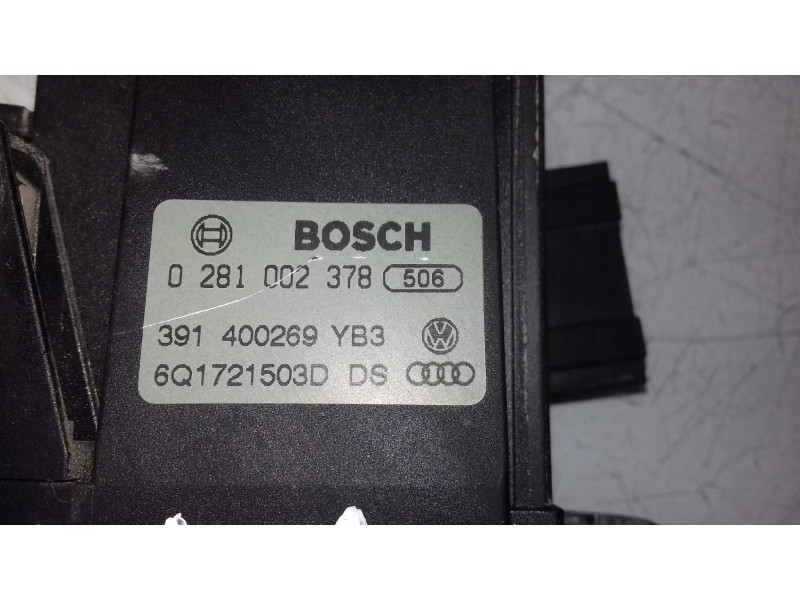 BOSCH
0 281 002 378 506
391 400269 YB3
6Q1721503D DS